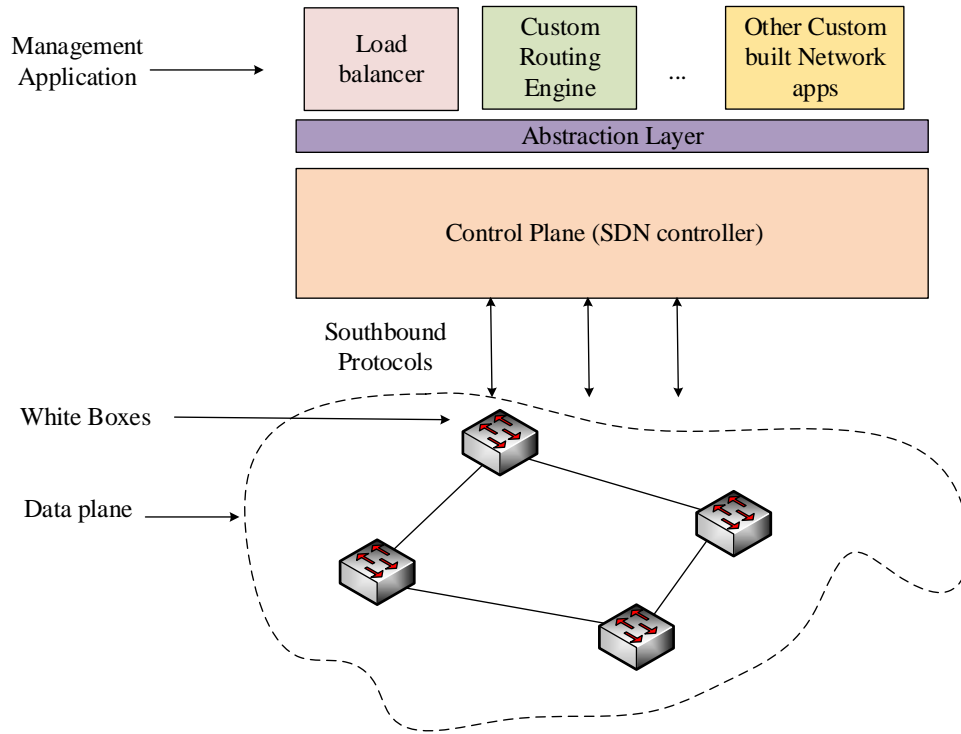 Management
Application
Load
balancer
Custom
Routing
Engine
...
Other Custom
built Network
apps
Abstraction Layer
Control Plane (SDN controller)
Southbound
Protocols
White Boxes
Data plane